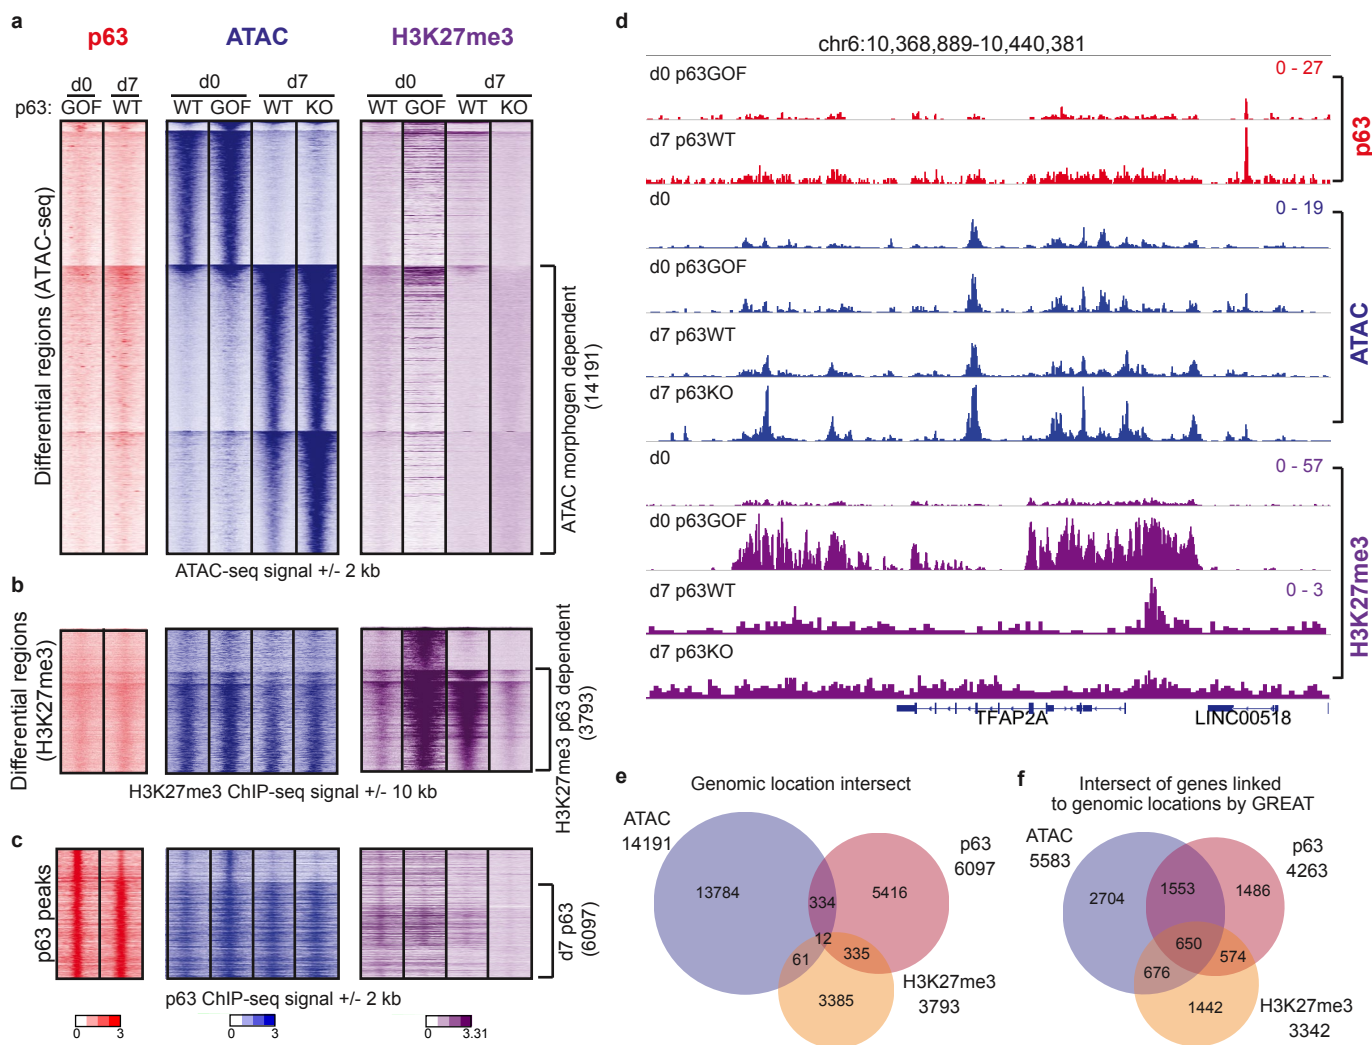 a
p63
ATAC
H3K27me3
d0
d7
d0
d7
d0
d7
p63:
GOF
WT
WT
GOF
WT
KO
WT
GOF
WT
KO
Differential regions (ATAC-seq)
ATAC morphogen dependent
(14191)
ATAC-seq signal +/- 2 kb
b
Differential regions
(H3K27me3)
H3K27me3 p63 dependent
(3793)
H3K27me3 ChIP-seq signal +/- 10 kb
c
p63 peaks
d7 p63
(6097)
p63 ChIP-seq signal +/- 2 kb
0 3
0 3
0 3.31
d
chr6:10,368,889-10,440,381
d0 p63GOF
0 - 27
d7 p63WT
p63
d0
0 - 19
d0 p63GOF
d7 p63WT
d7 p63KO
ATAC
d0
0 - 57
d0 p63GOF
d7 p63WT
0 - 3
d7 p63KO
H3K27me3
TFAP2A
LINC00518
e
Genomic location intersect
ATAC
14191
p63
6097
13784
334
5416
12
61
335
3385
H3K27me3
3793
f
Intersect of genes linked
to genomic locations by GREAT
ATAC
5583
p63
4263
2704
1553
1486
650
676
574
1442
H3K27me3
3342